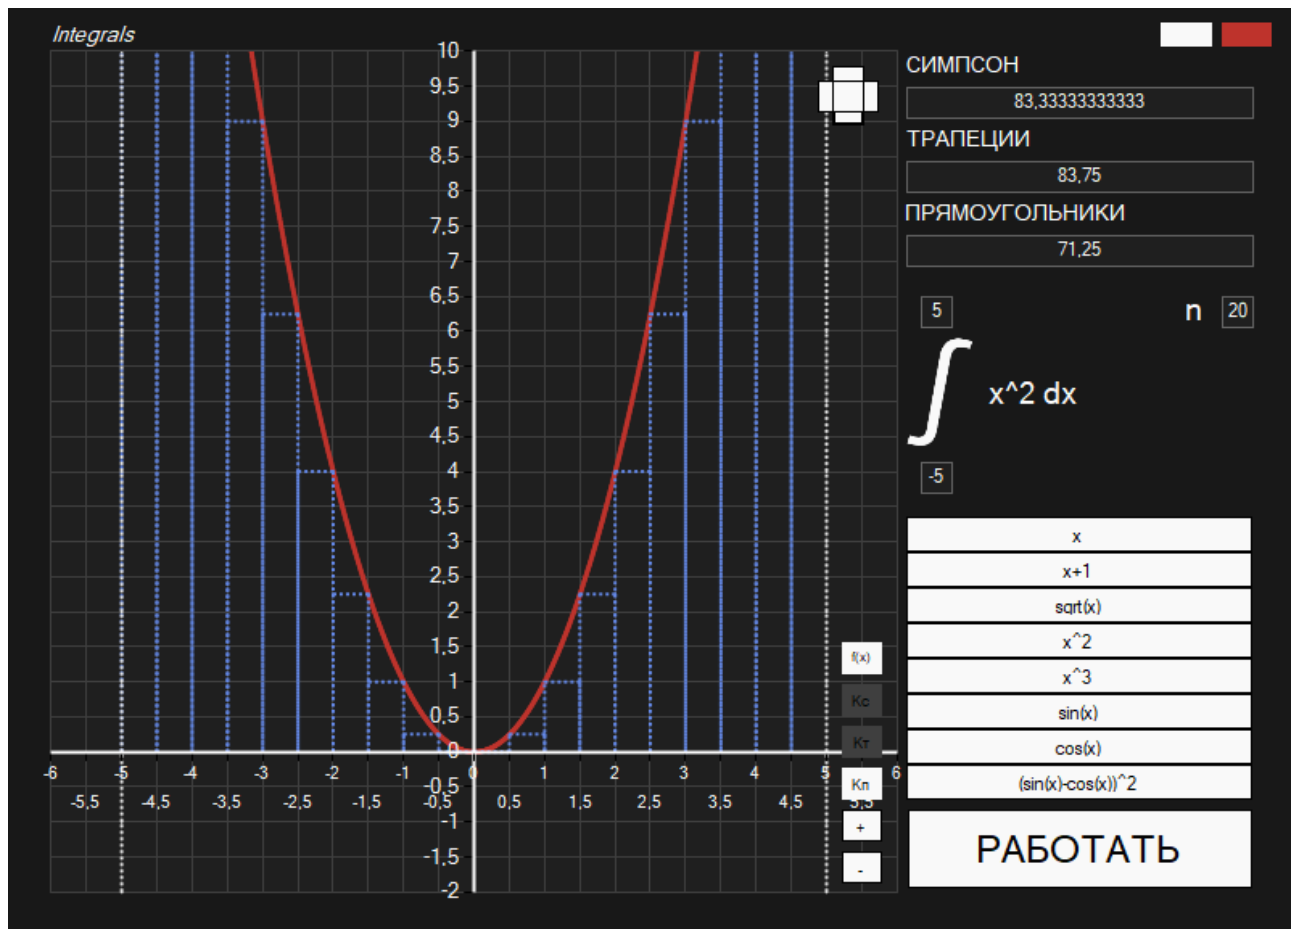 Integrals
10
9,5
9
8,5
8
7,5
7
6,5
6
5,5
5
4,5
4
3,5
3
2,5
2
1,5
1
0,5
0
-6 -5 -4 -3 -2 -1 0 1 2 3 4 5 6
-0,5
-5,5 -4,5 -3,5 -2,5 -1,5 -0,5 0,5 1,5 2,5 3,5 4,5 5,5
-1
-1,5
-2
f(x)
Кс
Кт
Кп
+
-
СИМПСОН
83,33333333333
ТРАПЕЦИИ
83,75
ПРЯМОУГОЛЬНИКИ
71,25
5 n 20
∫ x^2 dx
-5
x
x+1
sqrt(x)
x^2
x^3
sin(x)
cos(x)
(sin(x)-cos(x))^2
РАБОТАТЬ